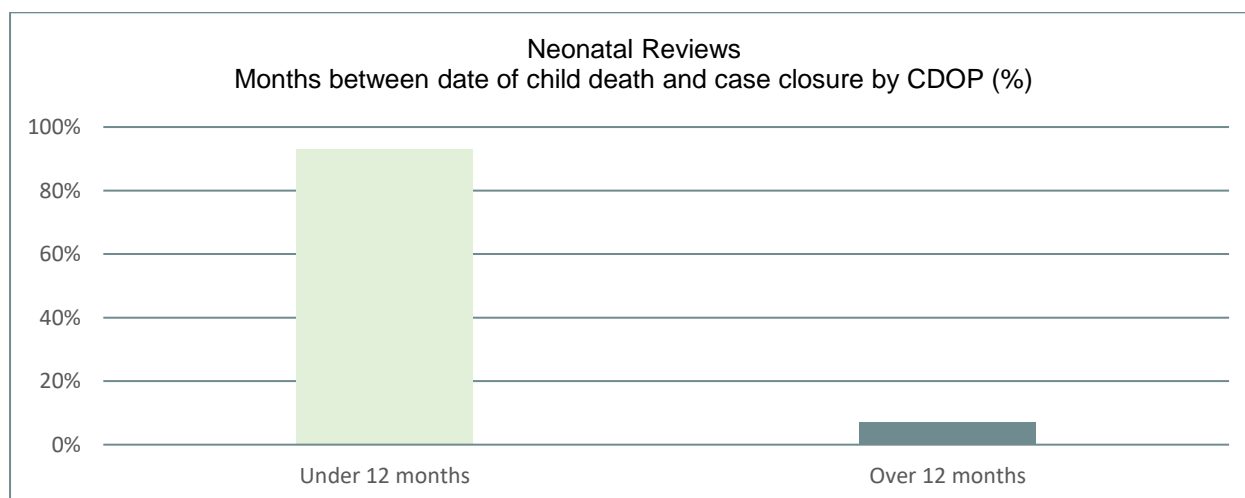 Neonatal Reviews
Months between date of child death and case closure by CDOP (%)
100%
80%
60%
40%
20%
0%
Under 12 months
Over 12 months